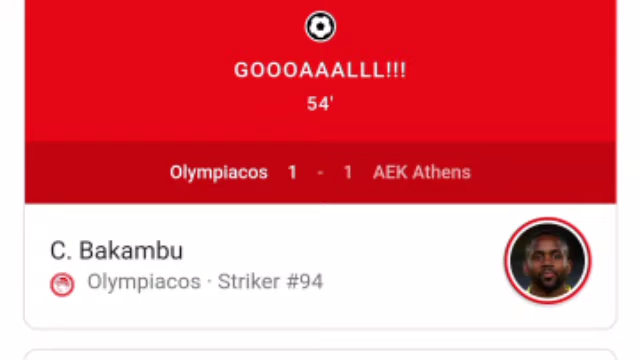 GOOOAAALLL!!!
54'
Olympiacos 1 - 1 AEK Athens
C. Bakambu
Olympiacos · Striker #94